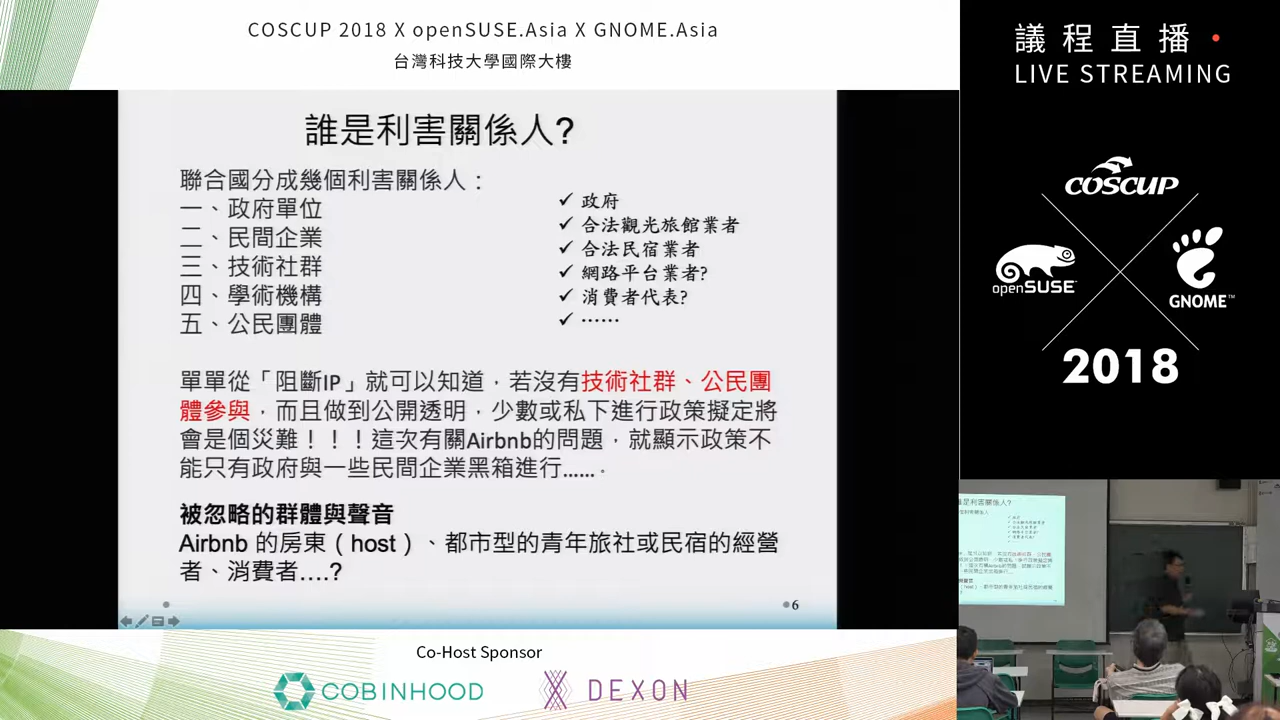 COSCUP 2018 X openSUSE.Asia X GNOME.Asia
台灣科技大學國際大樓
議程直播
LIVE STREAMING
誰是利害關係人?
聯合國分成幾個利害關係人：
一、政府單位
二、民間企業
三、技術社群
四、學術機構
五、公民團體
✓ 政府
✓ 合法觀光旅館業者
✓ 合法民宿業者
✓ 網路平台業者?
✓ 消費者代表?
✓ ……
單單從「阻斷IP」就可以知道，若沒有技術社群、公民團
體參與，而且做到公開透明，少數或私下進行政策擬定將
會是個災難！！！這次有關Airbnb的問題，就顯示政策不
能只有政府與一些民間企業黑箱進行......。
被忽略的群體與聲音
Airbnb 的房東（host）、都市型的青年旅社或民宿的經營
者、消費者....?
6
COSCUP
openSUSE
GNOME™
2018
Co-Host Sponsor
COBINHOOD
DEXON